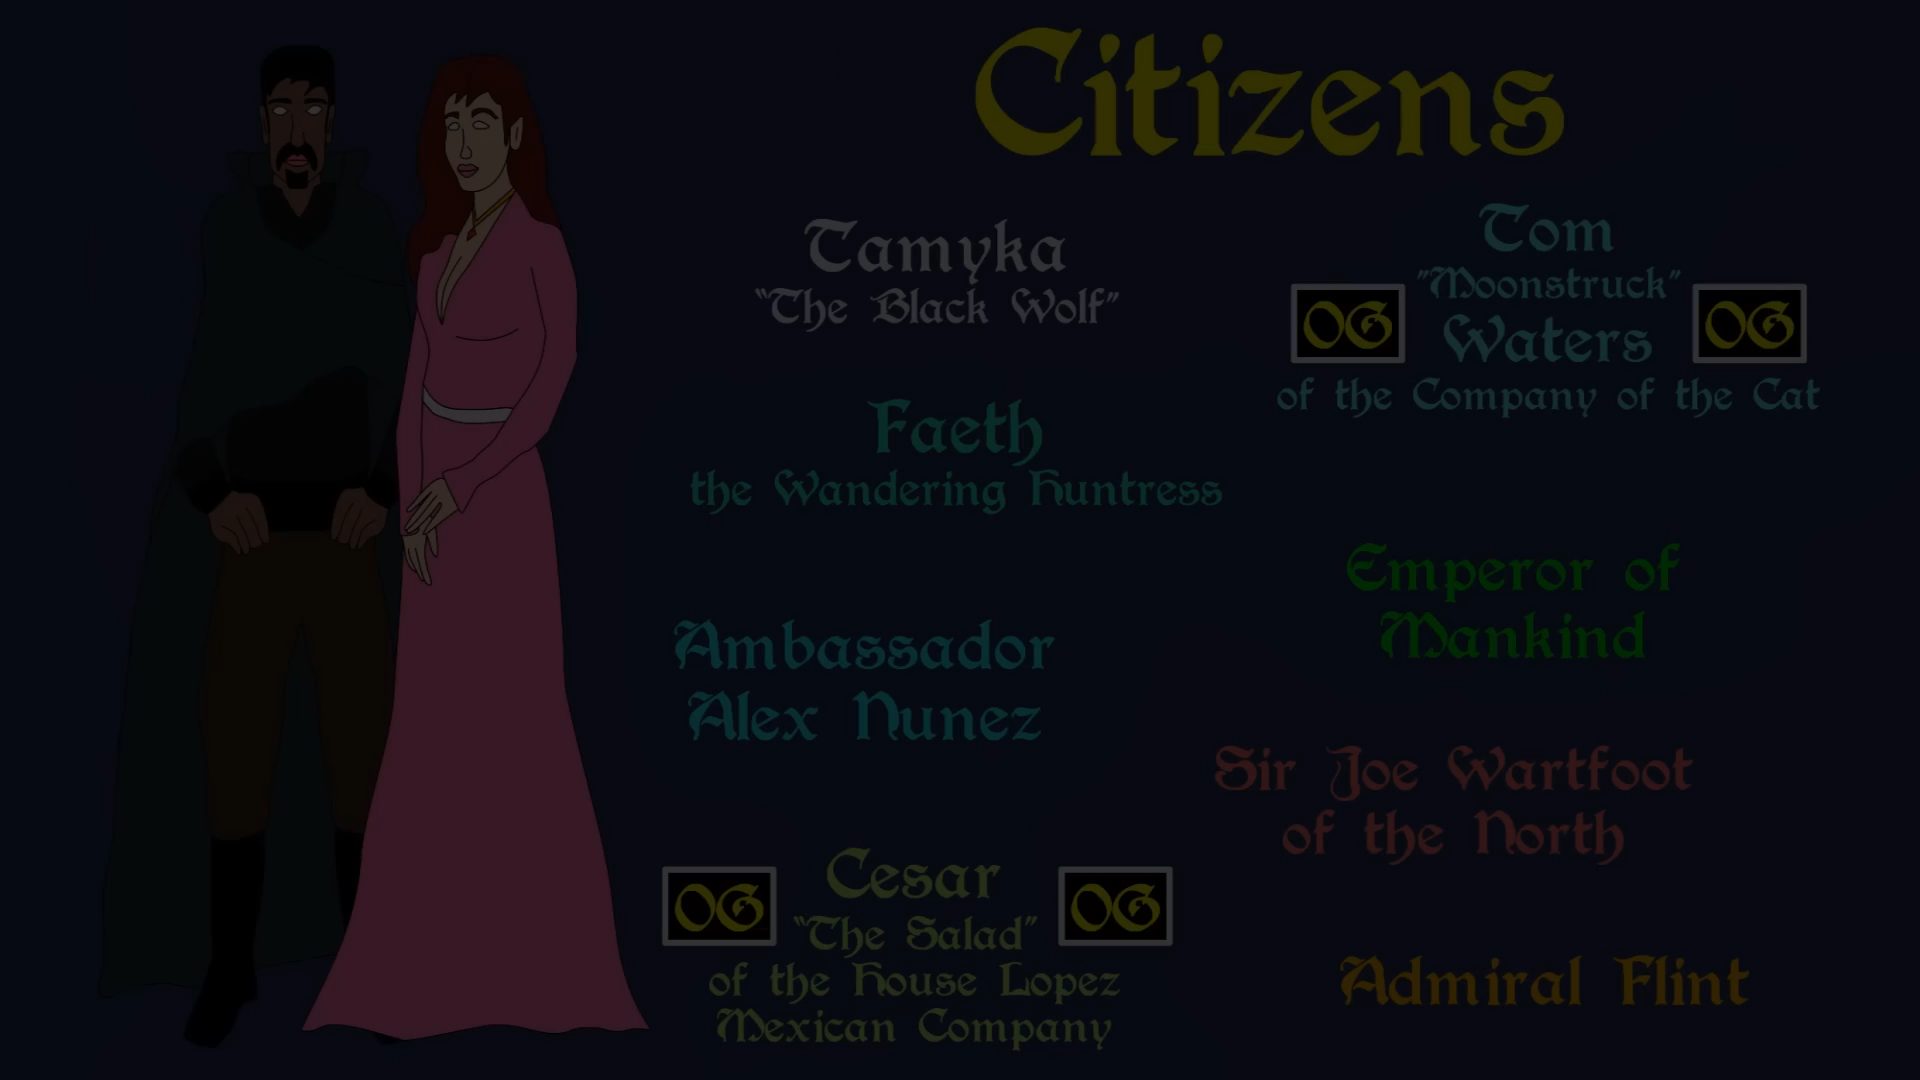 Citizens
Tamyka
"The Black Wolf"
Tom
"Moonstruck"
OG Waters OG
of the Company of the Cat
Faeth
the Wandering Huntress
Emperor of
Mankind
Ambassador
Alex Nunez
Sir Joe Wartfoot
of the North
Cesar
OG "The Salad" OG
of the House Lopez
Mexican Company
Admiral Flint